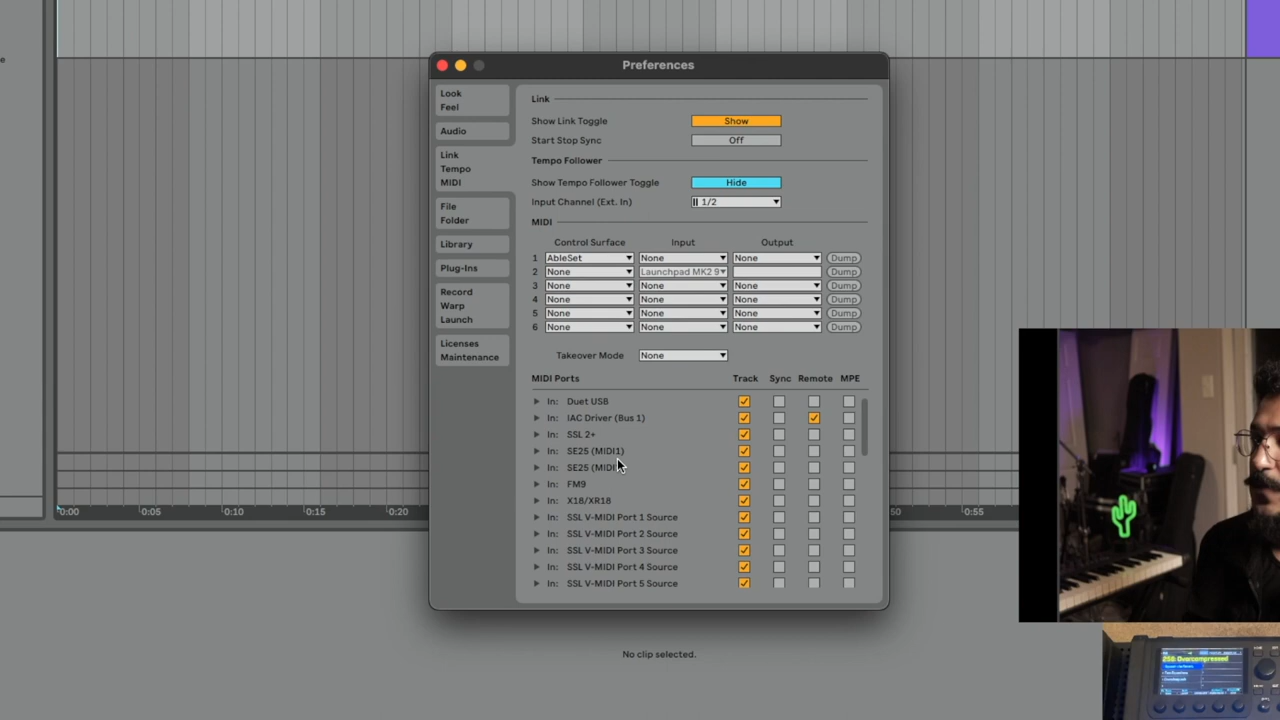 Preferences
e
Look
Feel
Audio
Link
Tempo
MIDI
File
Folder
Library
Plug-Ins
Record
Warp
Launch
Licenses
Maintenance
Link
Show Link Toggle Show
Start Stop Sync Off
Tempo Follower
Show Tempo Follower Toggle Hide
Input Channel (Ext. In) 1/2
MIDI
Control Surface Input Output
1 AbleSet None None Dump
2 None Launchpad MK2 9 Dump
3 None None None Dump
4 None None None Dump
5 None None None Dump
6 None None None Dump
Takeover Mode None
MIDI Ports Track Sync Remote MPE
In: Duet USB
In: IAC Driver (Bus 1)
In: SSL 2+
In: SE25 (MIDI1)
In: SE25 (MIDI
In: FM9
In: X18/XR18
In: SSL V-MIDI Port 1 Source
In: SSL V-MIDI Port 2 Source
In: SSL V-MIDI Port 3 Source
In: SSL V-MIDI Port 4 Source
In: SSL V-MIDI Port 5 Source
0:00 0:05 0:10 0:15 0:20 50 0:55
No clip selected.
Overcompressed